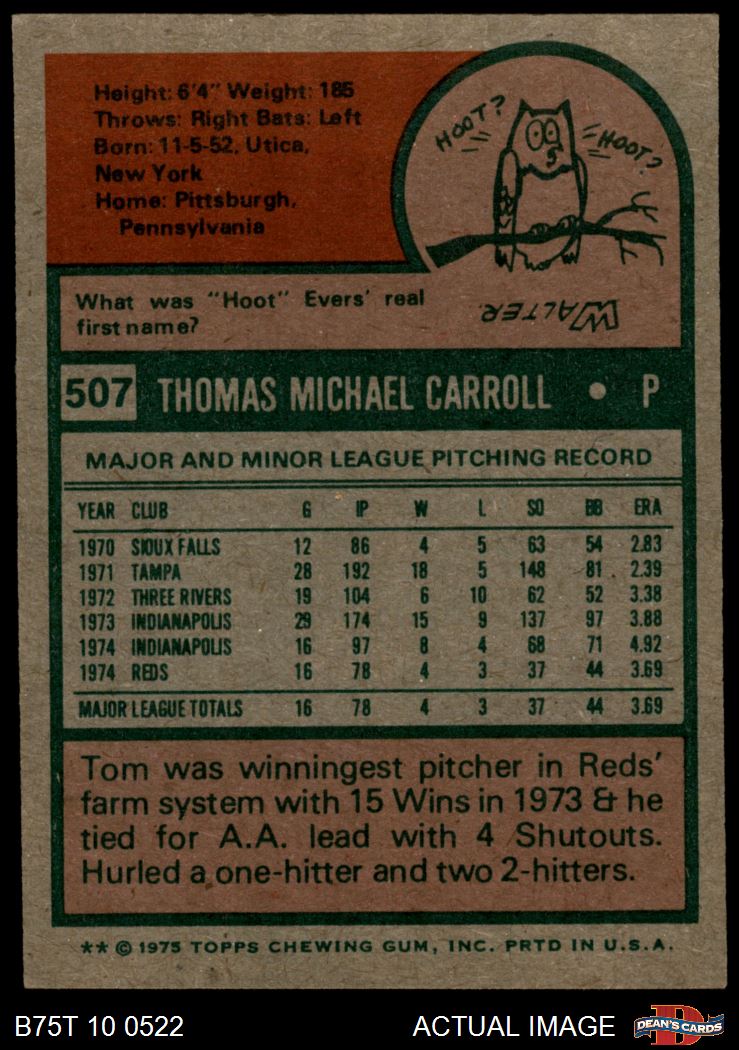 Height: 6'4" Weight: 185
Throws: Right Bats: Left
Born: 11-5-52, Utica,
New York
Home: Pittsburgh,
Pennsylvania
HOOT?
HOOT?
What was "Hoot" Evers' real
first name?
WALTER.
507 THOMAS MICHAEL CARROLL • P
MAJOR AND MINOR LEAGUE PITCHING RECORD
YEAR CLUB G IP W L SO BB ERA
1970 SIOUX FALLS 12 86 4 5 63 54 2.83
1971 TAMPA 28 192 18 5 148 81 2.39
1972 THREE RIVERS 19 104 6 10 62 52 3.38
1973 INDIANAPOLIS 29 174 15 9 137 97 3.88
1974 INDIANAPOLIS 16 97 8 4 68 71 4.92
1974 REDS 16 78 4 3 37 44 3.69
MAJOR LEAGUE TOTALS 16 78 4 3 37 44 3.69
Tom was winningest pitcher in Reds'
farm system with 15 Wins in 1973 & he
tied for A.A. lead with 4 Shutouts.
Hurled a one-hitter and two 2-hitters.
** © 1975 TOPPS CHEWING GUM, INC. PRTD IN U.S.A.
B75T 10 0522 ACTUAL IMAGE DEAN'S CARDS